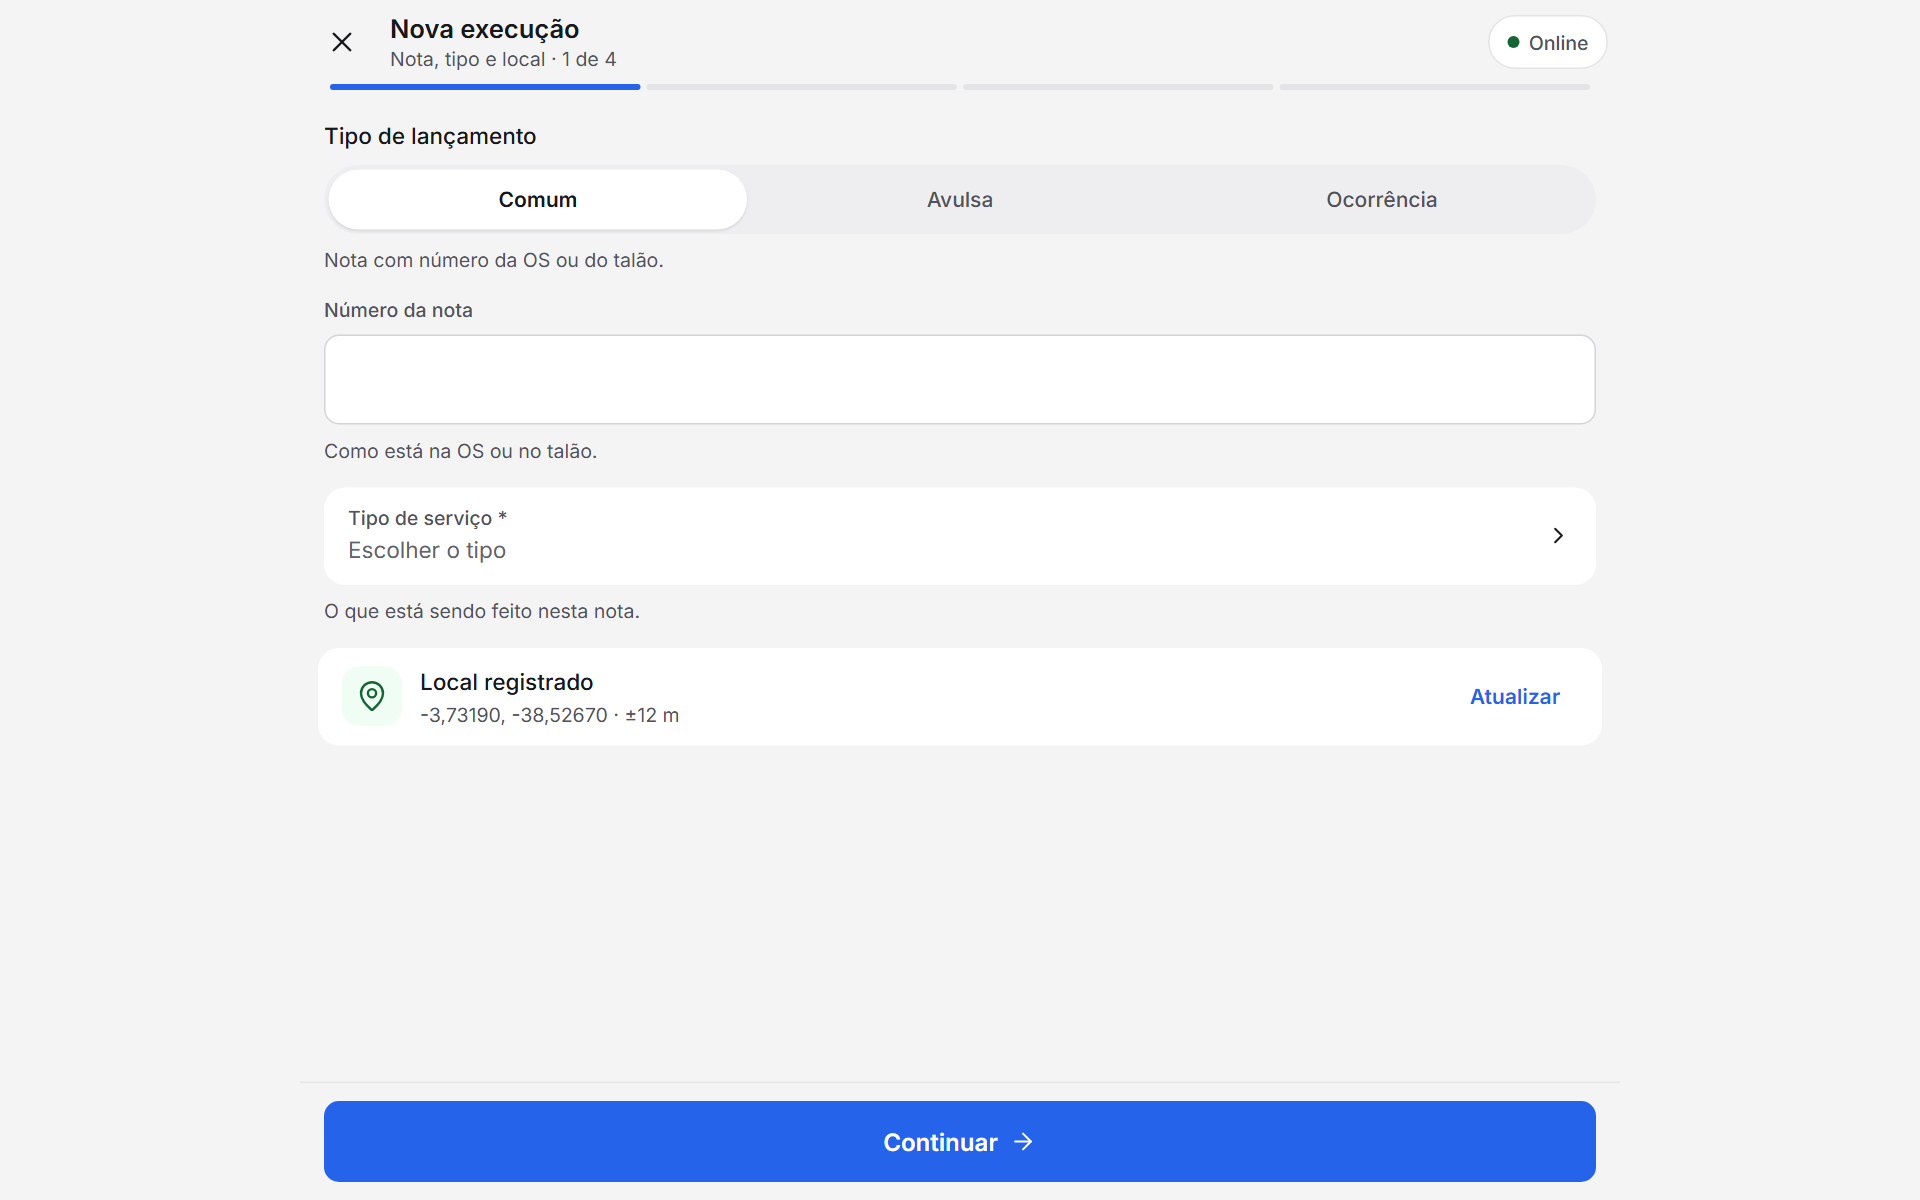 Nova execução
Nota, tipo e local · 1 de 4
Online
Tipo de lançamento
Comum
Avulsa
Ocorrência
Nota com número da OS ou do talão.
Número da nota
Como está na OS ou no talão.
Tipo de serviço *
Escolher o tipo
O que está sendo feito nesta nota.
Local registrado
-3,73190, -38,52670 · ±12 m
Atualizar
Continuar